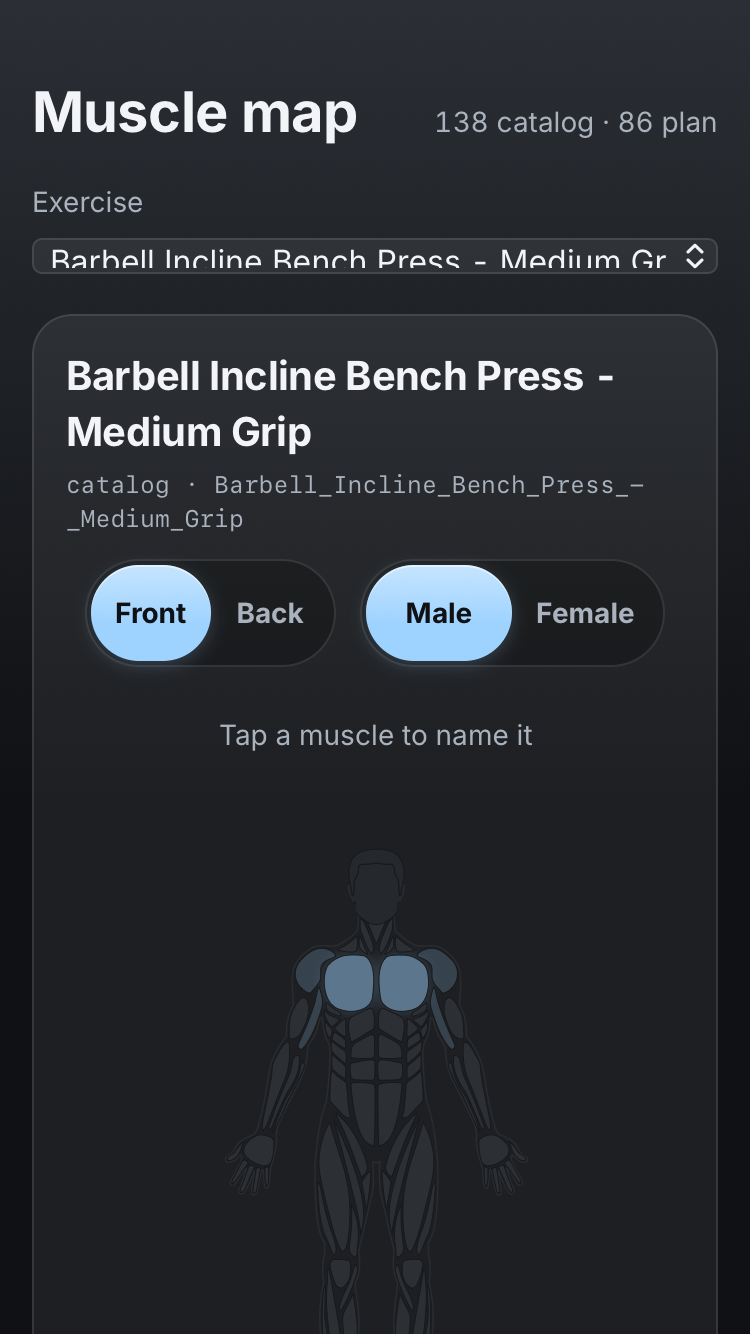 Muscle map
138 catalog · 86 plan
Exercise
Barbell Incline Bench Press - Medium Gr
Barbell Incline Bench Press -
Medium Grip
catalog · Barbell_Incline_Bench_Press_–
_Medium_Grip
Front
Back
Male
Female
Tap a muscle to name it